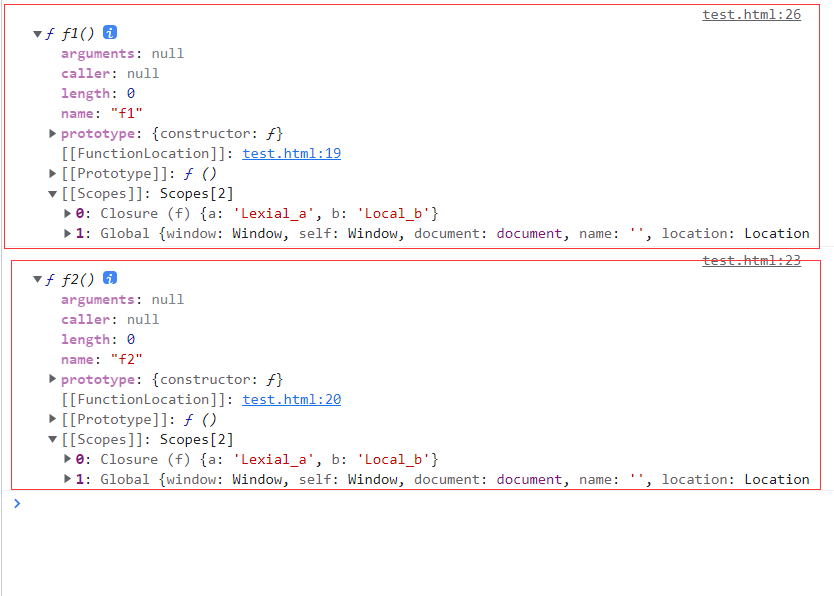 test.html:26
▼ƒ f1() i
arguments: null
caller: null
length: 0
name: "f1"
▶prototype: {constructor: ƒ}
[[FunctionLocation]]: test.html:19
▶[[Prototype]]: ƒ ()
▼[[Scopes]]: Scopes[2]
▶0: Closure (f) {a: 'Lexial_a', b: 'Local_b'}
▶1: Global {window: Window, self: Window, document: document, name: '', location: Location
test.html:23
▼ƒ f2() i
arguments: null
caller: null
length: 0
name: "f2"
▶prototype: {constructor: ƒ}
[[FunctionLocation]]: test.html:20
▶[[Prototype]]: ƒ ()
▼[[Scopes]]: Scopes[2]
▶0: Closure (f) {a: 'Lexial_a', b: 'Local_b'}
▶1: Global {window: Window, self: Window, document: document, name: '', location: Location
>